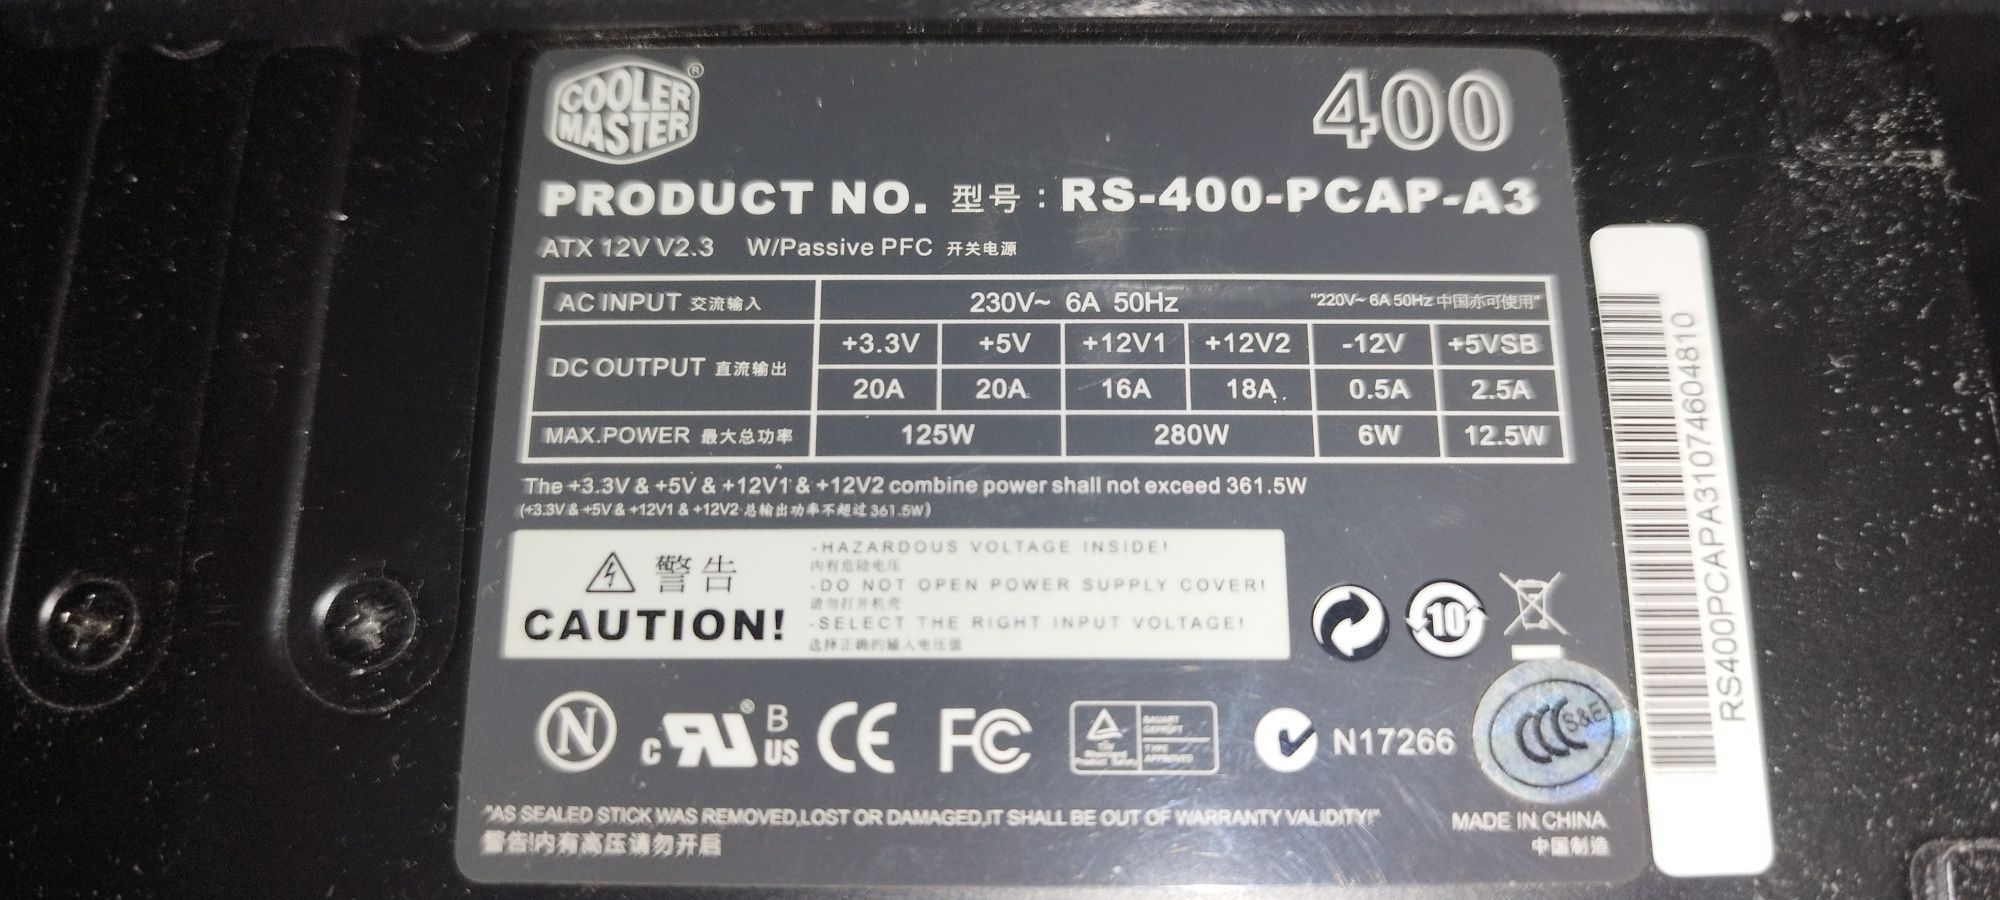 COOLER MASTER ®
400
PRODUCT NO. 型号 : RS-400-PCAP-A3
ATX 12V V2.3 W/Passive PFC 开关电源
AC INPUT 交流输入 230V~ 6A 50Hz "220V~ 6A 50Hz 中国亦可使用"
DC OUTPUT 直流输出 +3.3V +5V +12V1 +12V2 -12V +5VSB
20A 20A 16A 18A 0.5A 2.5A
MAX.POWER 最大总功率 125W 280W 6W 12.5W
The +3.3V & +5V & +12V1 & +12V2 combine power shall not exceed 361.5W
(+3.3V & +5V & +12V1 & +12V2 总输出功率不超过 361.5W)
警告
CAUTION!
-HAZARDOUS VOLTAGE INSIDE!
内有危险电压
-DO NOT OPEN POWER SUPPLY COVER!
请勿打开机壳
-SELECT THE RIGHT INPUT VOLTAGE!
选择正确的输入电压值
10
N
c RU ® B US
CE
FC
N17266
CCC S&E
"AS SEALED STICK WAS REMOVED,LOST OR DAMAGED,IT SHALL BE OUT OF WARRANTY VALIDITY!"
警告!内有高压请勿开启
MADE IN CHINA
中国制造
RS400PCAPA31074604810